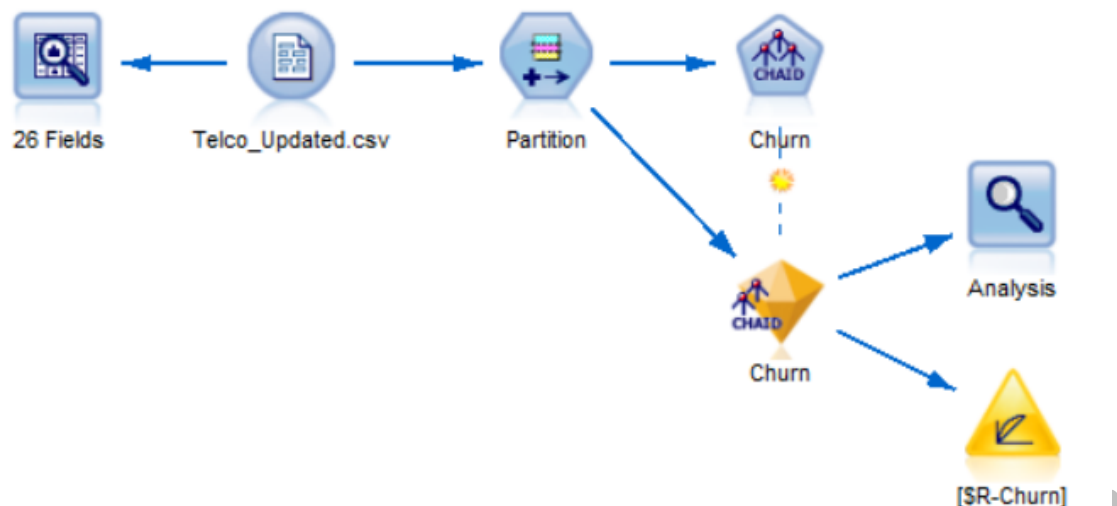 CHAID
26 Fields
Telco_Updated.csv
Partition
Churn
Analysis
CHAID
Churn
[$R-Churn]